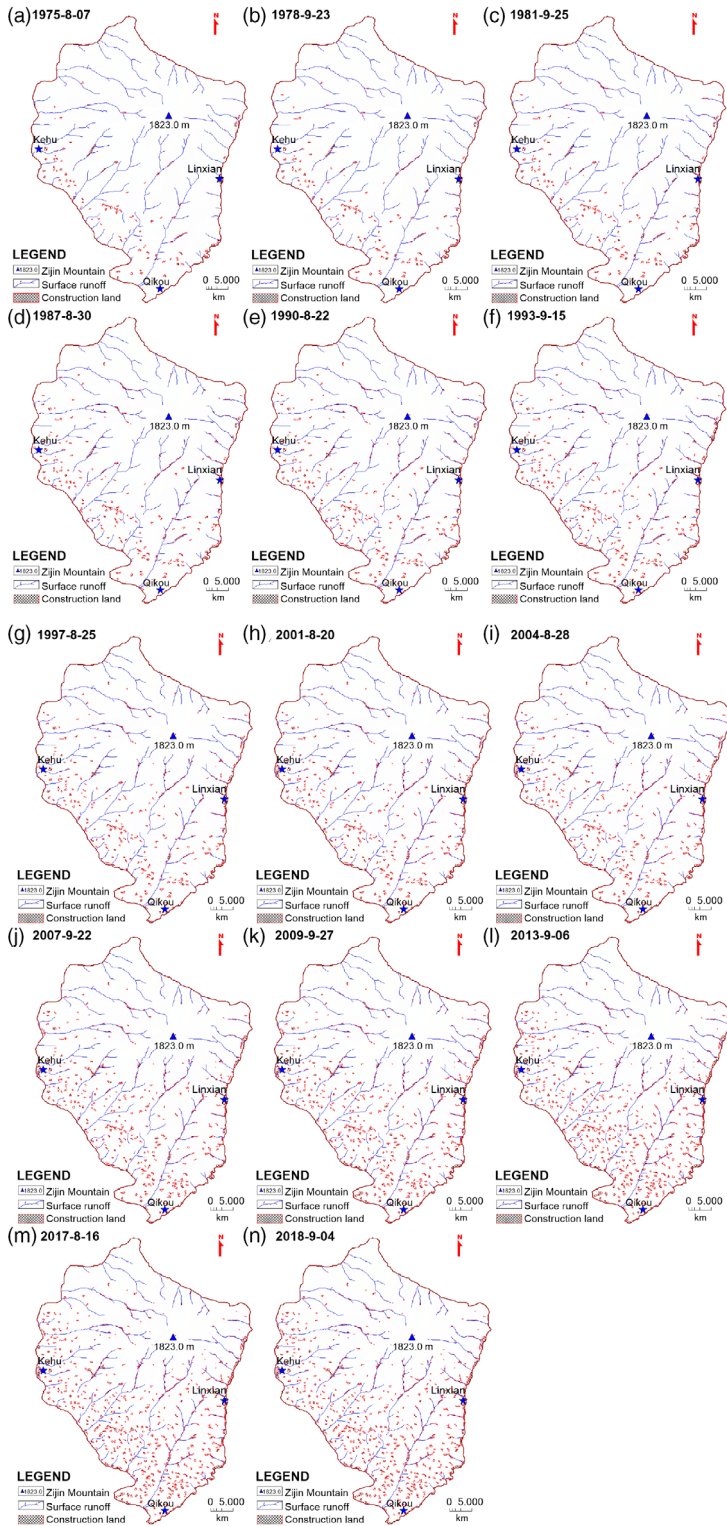 (a) 1975-8-07
N
1823.0 m
Kehu
Linxian
LEGEND
1823.0 Zijin Mountain
Surface runoff
Construction land
Qikou
0 5.000
km
(b) 1978-9-23
N
1823.0 m
Kehu
Linxian
LEGEND
1823.0 Zijin Mountain
Surface runoff
Construction land
Qikou
0 5.000
km
(c) 1981-9-25
N
1823.0 m
Kehu
Linxian
LEGEND
1823.0 Zijin Mountain
Surface runoff
Construction land
Qikou
0 5.000
km
(d) 1987-8-30
N
1823.0 m
Kehu
Linxian
LEGEND
1823.0 Zijin Mountain
Surface runoff
Construction land
Qikou
0 5.000
km
(e) 1990-8-22
N
1823.0 m
Kehu
Linxian
LEGEND
1823.0 Zijin Mountain
Surface runoff
Construction land
Qikou
0 5.000
km
(f) 1993-9-15
N
1823.0 m
Kehu
Linxian
LEGEND
1823.0 Zijin Mountain
Surface runoff
Construction land
Qikou
0 5.000
km
(g) 1997-8-25
N
1823.0 m
Kehu
Linxian
LEGEND
1823.0 Zijin Mountain
Surface runoff
Construction land
Qikou
0 5.000
km
(h) 2001-8-20
N
1823.0 m
Kehu
Linxian
LEGEND
1823.0 Zijin Mountain
Surface runoff
Construction land
Qikou
0 5.000
km
(i) 2004-8-28
N
1823.0 m
Kehu
Linxian
LEGEND
1823.0 Zijin Mountain
Surface runoff
Construction land
Qikou
0 5.000
km
(j) 2007-9-22
N
1823.0 m
Kehu
Linxian
LEGEND
1823.0 Zijin Mountain
Surface runoff
Construction land
Qikou
0 5.000
km
(k) 2009-9-27
N
1823.0 m
Kehu
Linxian
LEGEND
1823.0 Zijin Mountain
Surface runoff
Construction land
Qikou
0 5.000
km
(l) 2013-9-06
N
1823.0 m
Kehu
Linxian
LEGEND
1823.0 Zijin Mountain
Surface runoff
Construction land
Qikou
0 5.000
km
(m) 2017-8-16
N
1823.0 m
Kehu
Linxian
LEGEND
1823.0 Zijin Mountain
Surface runoff
Construction land
Qikou
0 5.000
km
(n) 2018-9-04
N
1823.0 m
Kehu
Linxian
LEGEND
1823.0 Zijin Mountain
Surface runoff
Construction land
Qikou
0 5.000
km